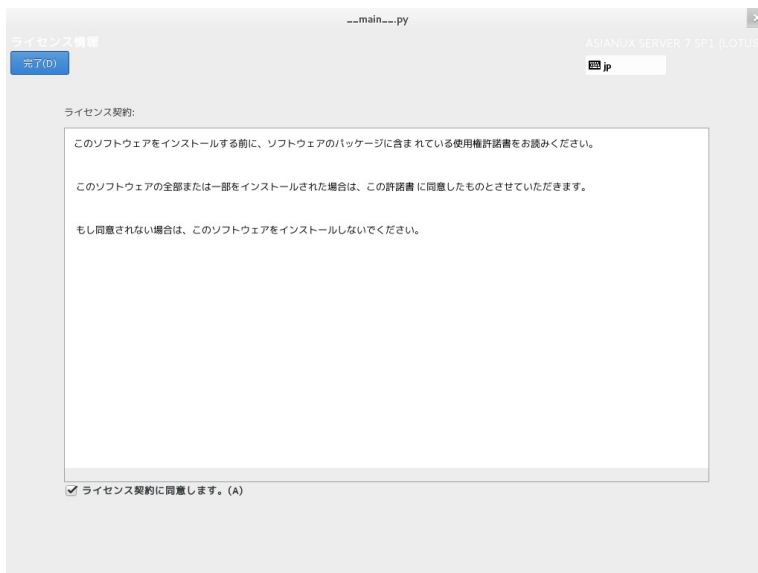 __main__.py
ライセンス情報
ASIANUX SERVER 7 SP1 (LOTUS
完了(D)
jp
ライセンス契約:
このソフトウェアをインストールする前に、ソフトウェアのパッケージに含ま れている使用権許諾書をお読みください。
このソフトウェアの全部または一部をインストールされた場合は、この許諾書 に同意したものとさせていただきます。
もし同意されない場合は、このソフトウェアをインストールしないでください。
ライセンス契約に同意します。(A)